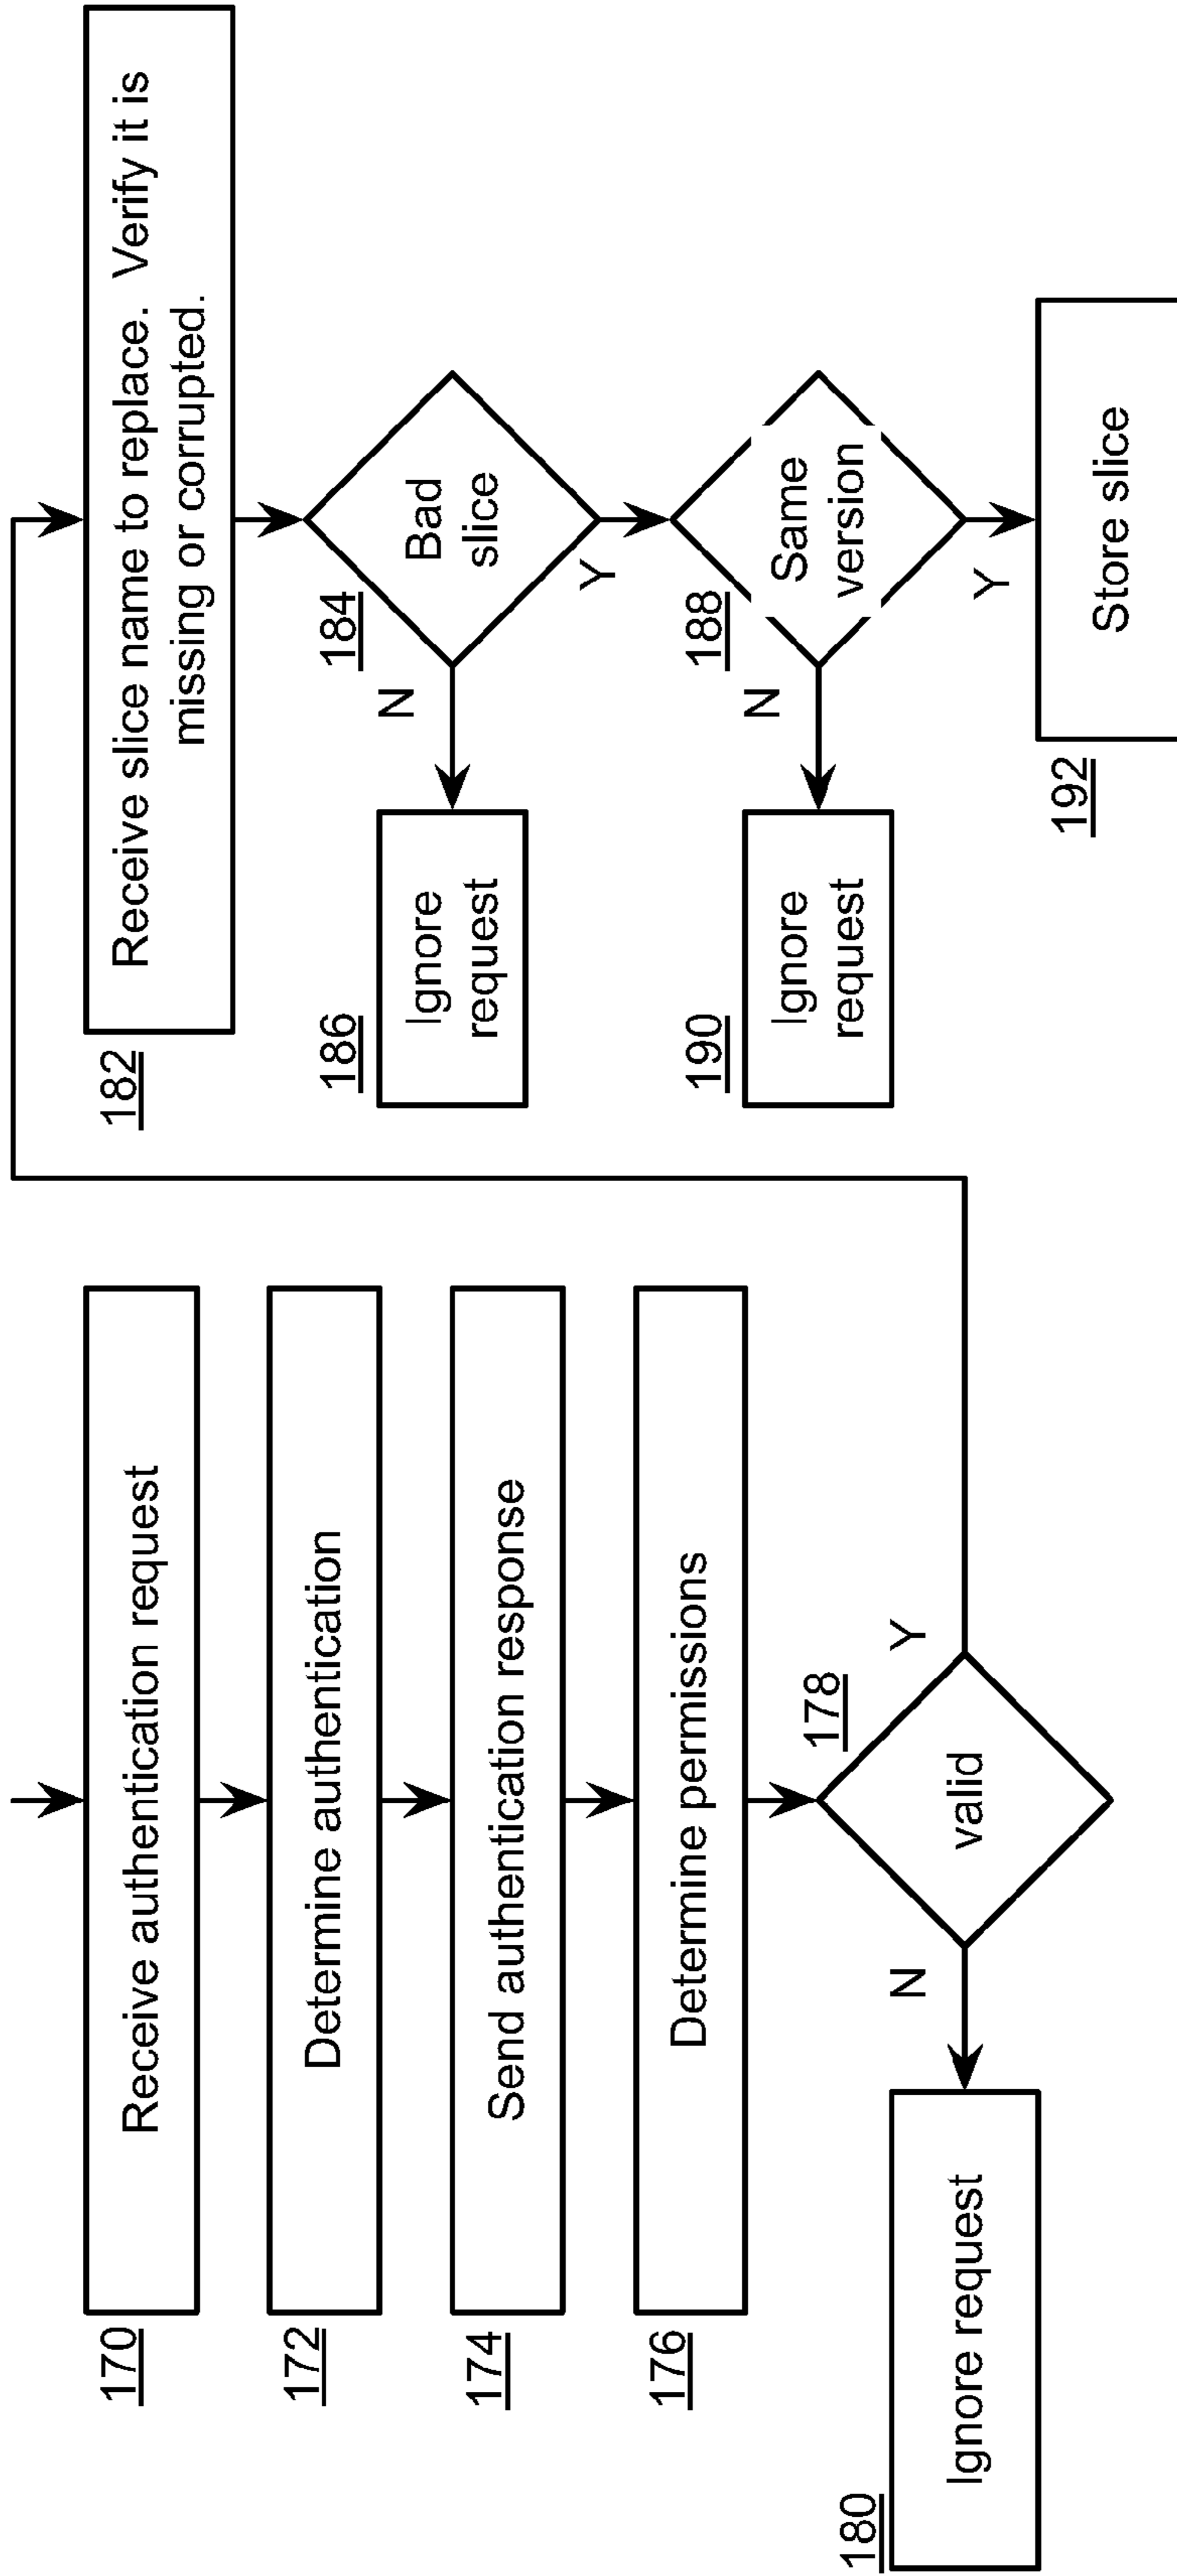 170
Receive authentication request
172
Determine authentication
174
Send authentication response
176
Determine permissions
178
valid
N
Y
180
Ignore request
182
Receive slice name to replace. Verify it is
missing or corrupted.
184
Bad
slice
N
Y
186
Ignore
request
188
Same
version
N
Y
190
Ignore
request
192
Store slice